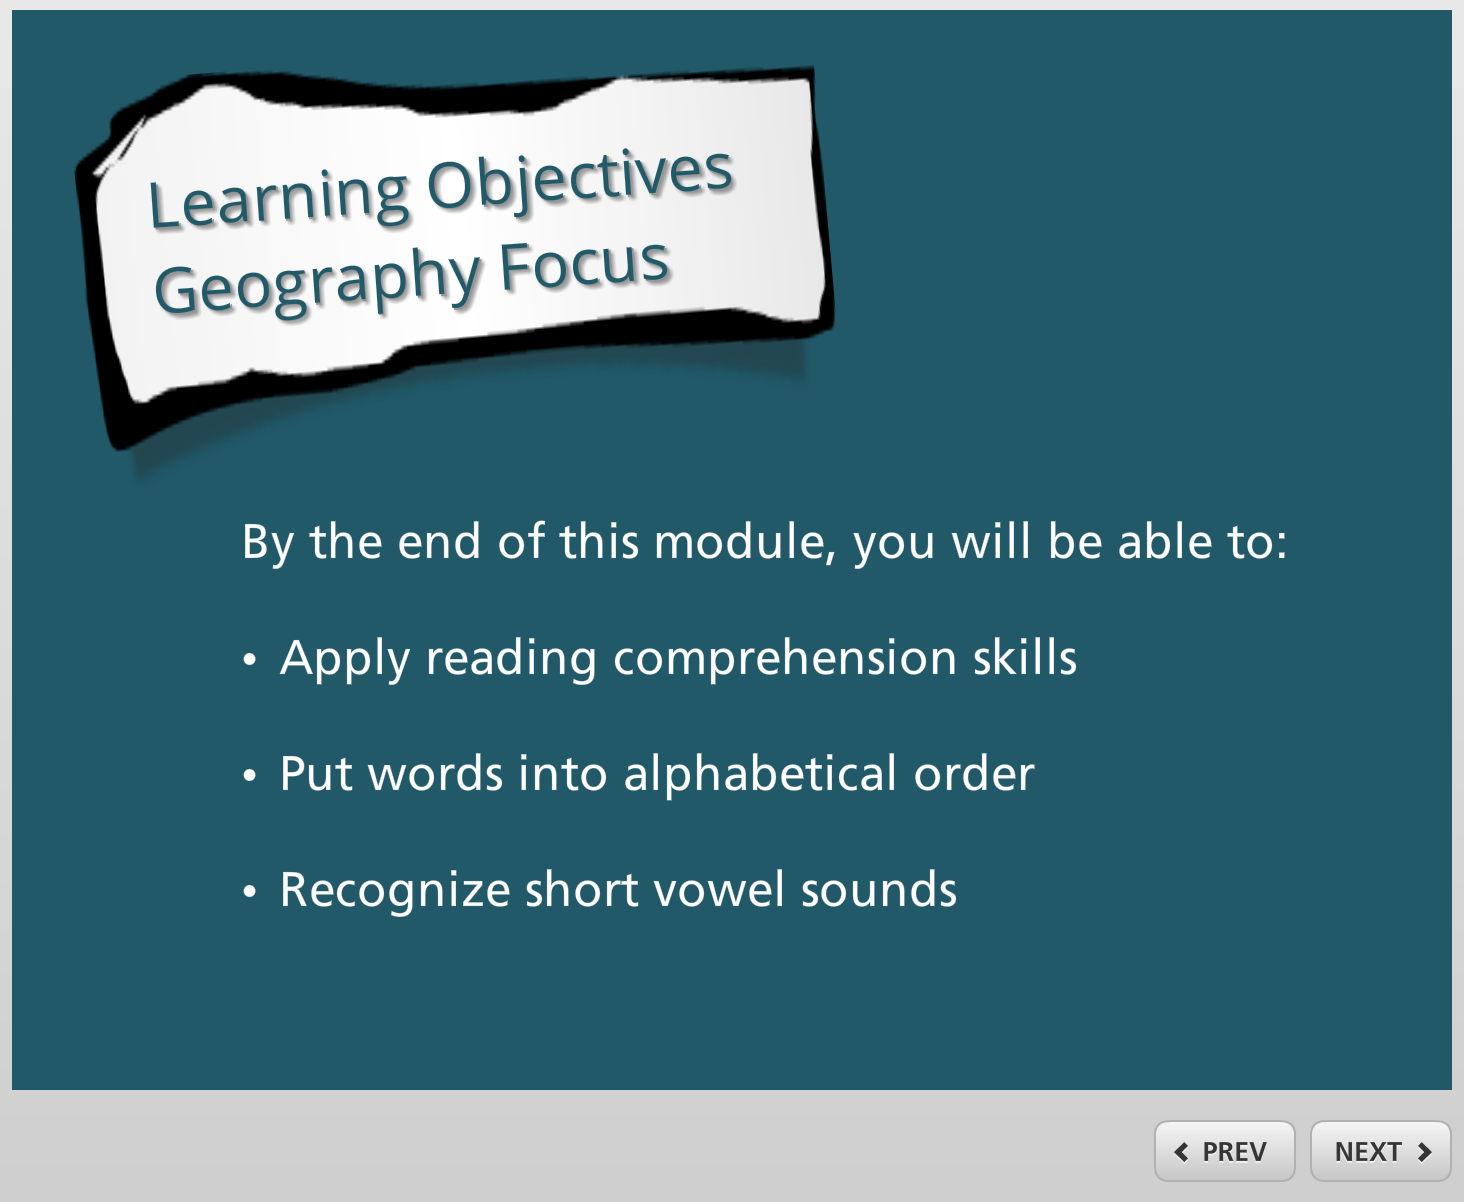 Learning Objectives
Geography Focus
By the end of this module, you will be able to:
• Apply reading comprehension skills
• Put words into alphabetical order
• Recognize short vowel sounds
PREV
NEXT